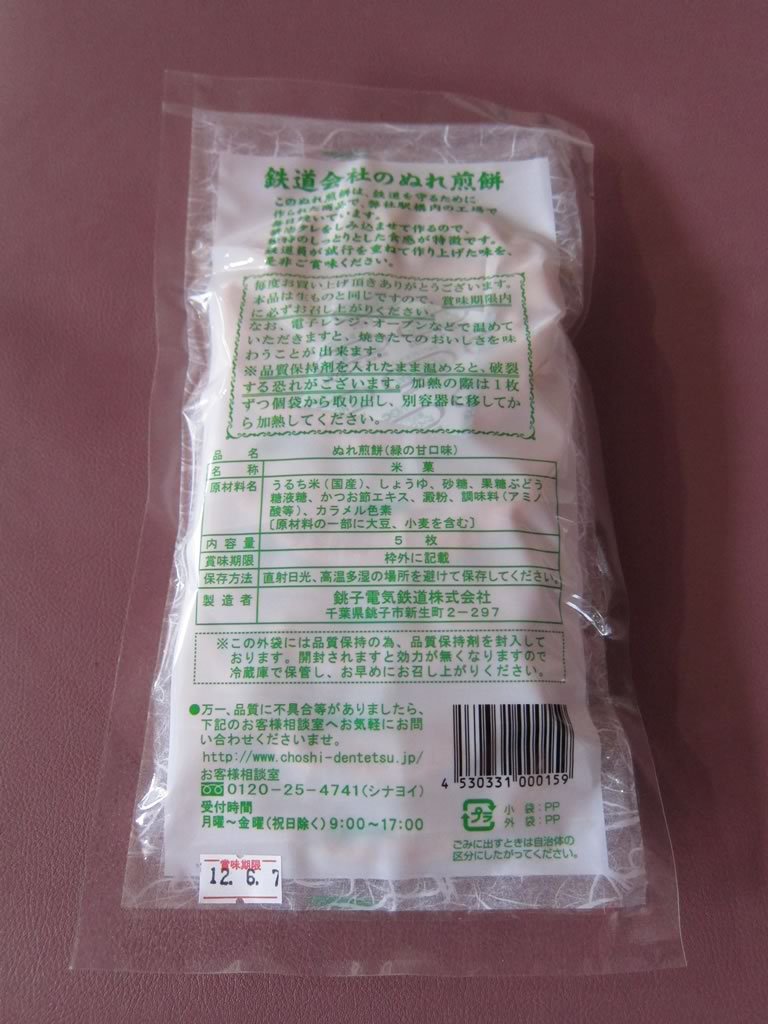 鉄道会社のぬれ煎餅
このぬれ煎餅は、鉄道を守るために
作られた商品で、弊社駅構内の工場で
毎日焼いています。
醤油タレをしみ込ませて作るので、
独特のしっとりとした食感が特徴です。
鉄道員が試行を重ねて作り上げた味を、
是非ご賞味ください。
毎度お買い上げ頂きありがとうございます。
本品は生ものと同じですので、賞味期限内
に必ずお召し上がりください。
なお、電子レンジ・オーブンなどで温めて
いただきますと、焼きたてのおいしさを味
わうことが出来ます。
※品質保持剤を入れたまま温めると、破裂
する恐れがございます。加熱の際は1枚
ずつ個袋から取り出し、別容器に移してか
ら加熱してください。
品名 ぬれ煎餅(緑の甘口味)
名称 米菓
原材料名 うるち米(国産)、しょうゆ、砂糖、果糖ぶどう
糖液糖、かつお節エキス、澱粉、調味料(アミノ
酸等)、カラメル色素
〔原材料の一部に大豆、小麦を含む〕
内容量 5枚
賞味期限 枠外に記載
保存方法 直射日光、高温多湿の場所を避けて保存してください。
製造者 銚子電気鉄道株式会社
千葉県銚子市新生町2-297
※この外袋には品質保持の為、品質保持剤を封入して
おります。開封されますと効力が無くなりますので
冷蔵庫で保管し、お早めにお召し上がりください。
●万一、品質に不具合等がありましたら、
下記のお客様相談室へお気軽にお問
い合わせくださいませ。
http://www.choshi-dentetsu.jp/
お客様相談室
0120-25-4741(シナヨイ)
受付時間
月曜～金曜(祝日除く)9:00～17:00
4 530331 000159
プラ
小袋:PP
外袋:PP
ごみに出すときは自治体の
区分にしたがってください。
賞味期限
12. 6. 7